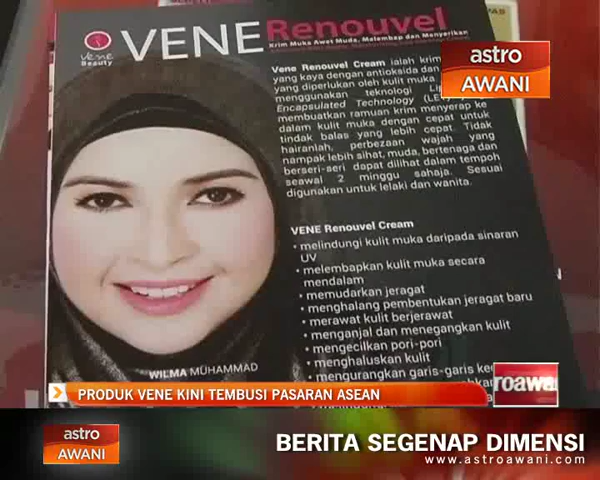 Vene
Beauty
VENE Renouvel
Krim Muka Awet Muda, Melembap dan Menyerikan
Vene Renouvel Cream ialah krim
yang kaya dengan antioksida dan
yang diperlukan oleh kulit muka
menggunakan teknologi
Encapsulated Technology
membuatkan ramuan krim menyerap ke
dalam kulit muka dengan cepat untuk
tindak balas yang lebih cepat. Tidak
hairanlah, perbezaan wajah yang
nampak lebih sihat, muda, bertenaga dan
berseri-seri dapat dilihat dalam tempoh
seawal 2 minggu sahaja. Sesuai
digunakan untuk lelaki dan wanita.
astro
AWANI
VENE Renouvel Cream
• melindungi kulit muka daripada sinaran
UV
• melembapkan kulit muka secara
mendalam
• memudarkan jeragat
• menghalang pembentukan jeragat baru
• merawat kulit berjerawat
• menganjal dan menegangkan kulit
• mengecilkan pori-pori
• menghaluskan kulit
• mengurangkan garis-garis
WILMA MUHAMMAD
PRODUK VENE KINI TEMBUSI PASARAN ASEAN
roawa
astro
AWANI
BERITA SEGENAP DIMENSI
www.astroawani.com